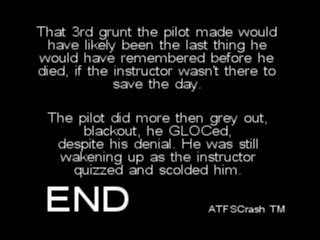 That 3rd grunt the pilot made would
have likely been the last thing he
would have remembered before he
died, if the instructor wasn't there to
save the day.
The pilot did more then grey out,
blackout, he GLOCed,
despite his denial. He was still
wakening up as the instructor
quizzed and scolded him.
END
ATFSCrash TM